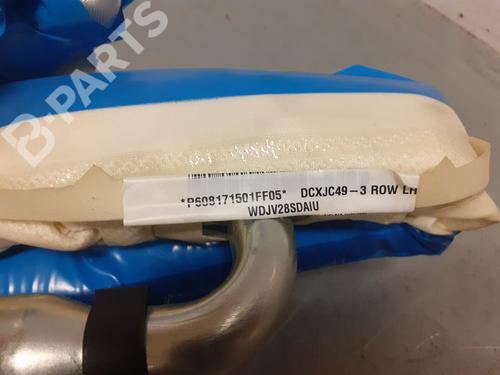 B-PARTS
*P608171501FF05* DCXJC49-3 ROW LH
WDJV28SDAIU